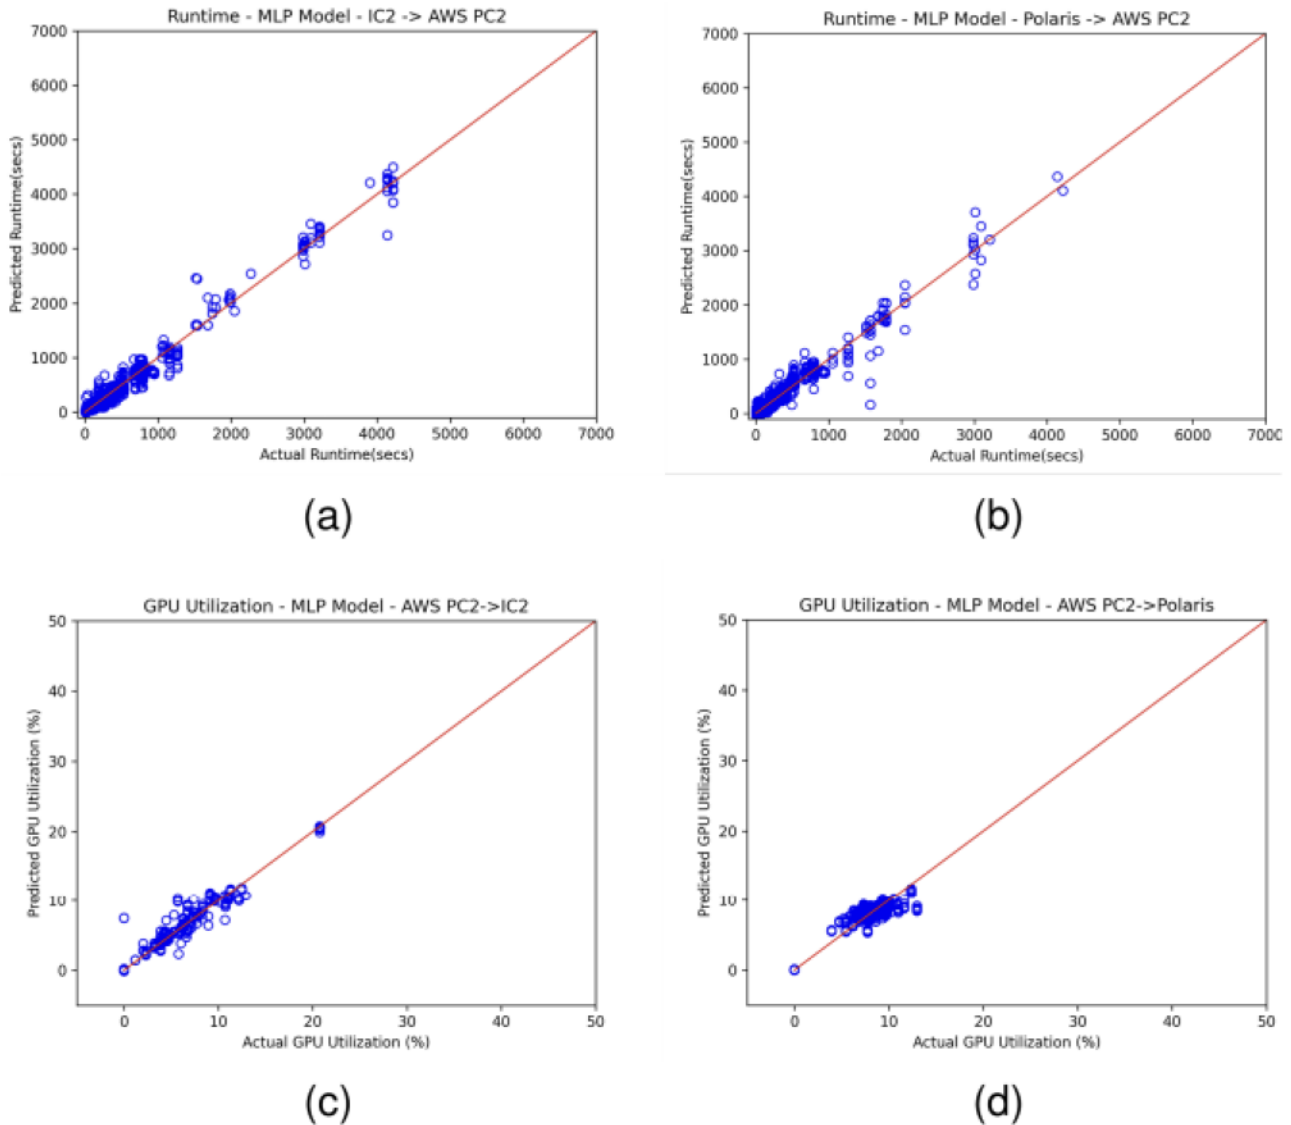 Runtime - MLP Model - IC2 -> AWS PC2
7000
6000
5000
4000
3000
2000
1000
0
Predicted Runtime(secs)
0 1000 2000 3000 4000 5000 6000 7000
Actual Runtime(secs)
(a)
Runtime - MLP Model - Polaris -> AWS PC2
7000
6000
5000
4000
3000
2000
1000
0
Predicted Runtime(secs)
0 1000 2000 3000 4000 5000 6000 7000
Actual Runtime(secs)
(b)
GPU Utilization - MLP Model - AWS PC2->IC2
50
40
30
20
10
0
Predicted GPU Utilization (%)
0 10 20 30 40 50
Actual GPU Utilization (%)
(c)
GPU Utilization - MLP Model - AWS PC2->Polaris
50
40
30
20
10
0
Predicted GPU Utilization (%)
0 10 20 30 40 50
Actual GPU Utilization (%)
(d)